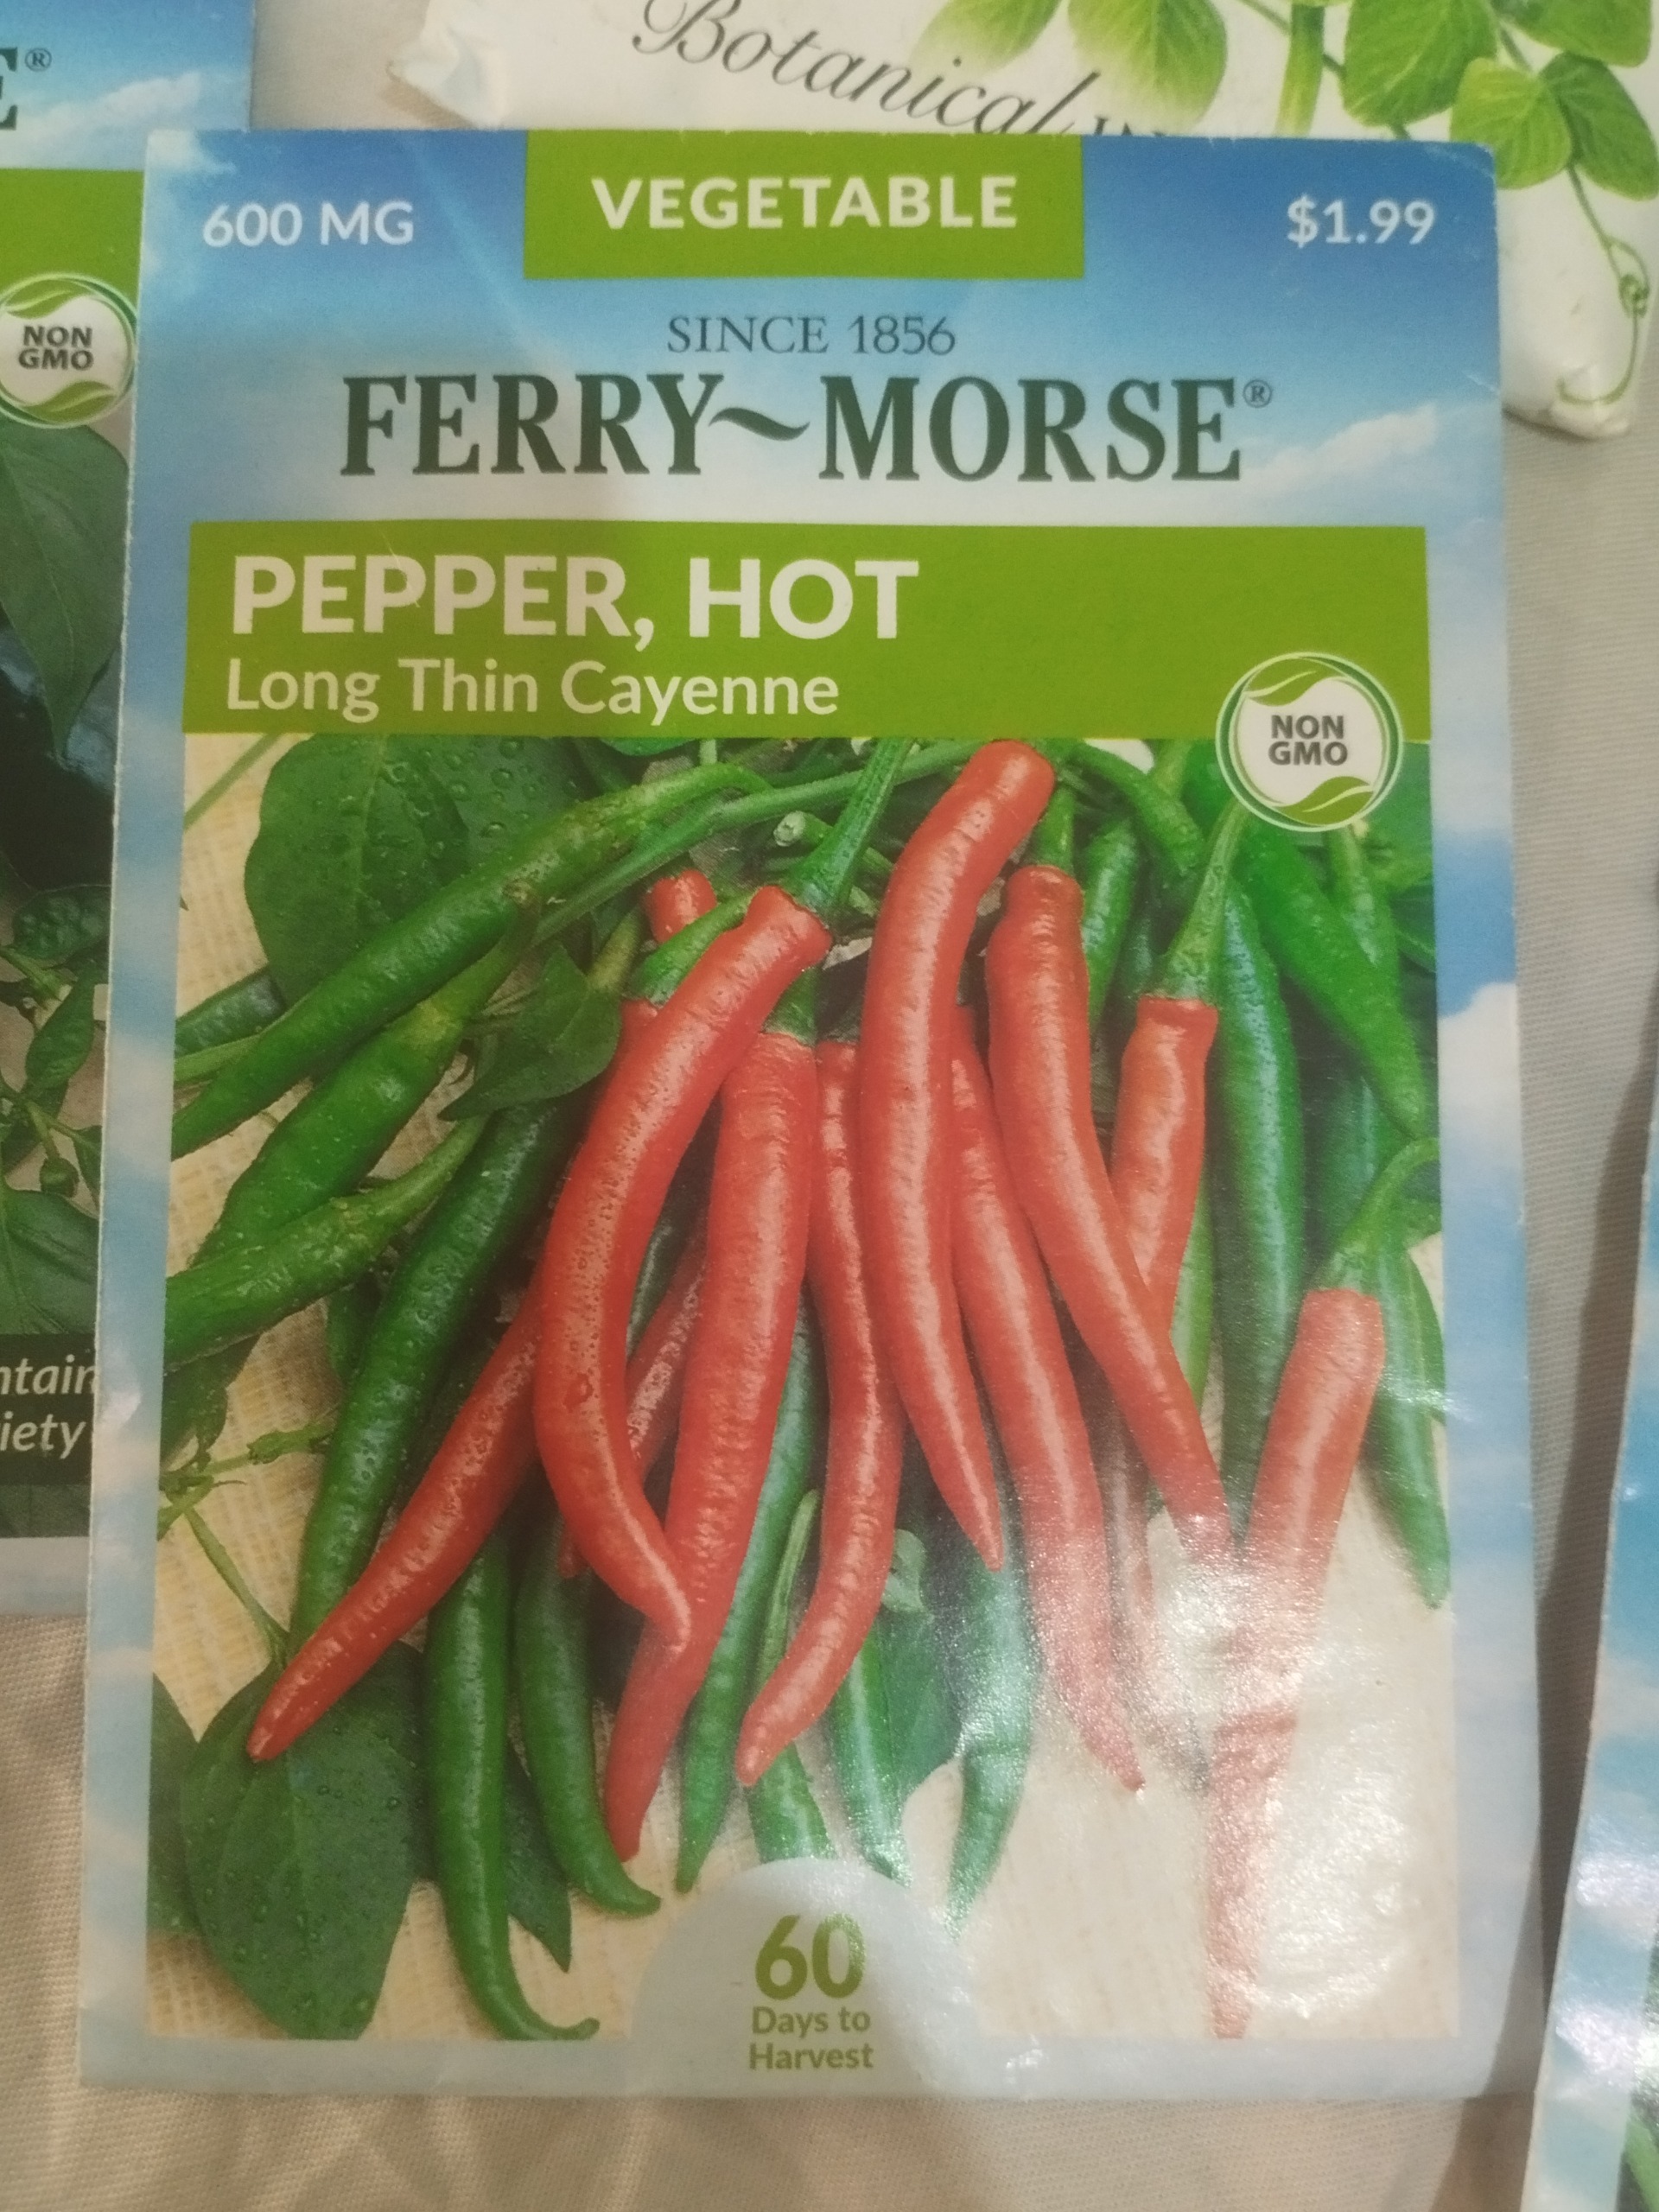 Botanical
E®
600 MG
VEGETABLE
$1.99
SINCE 1856
FERRY~MORSE®
PEPPER, HOT
Long Thin Cayenne
NON
GMO
NON
GMO
60
Days to
Harvest